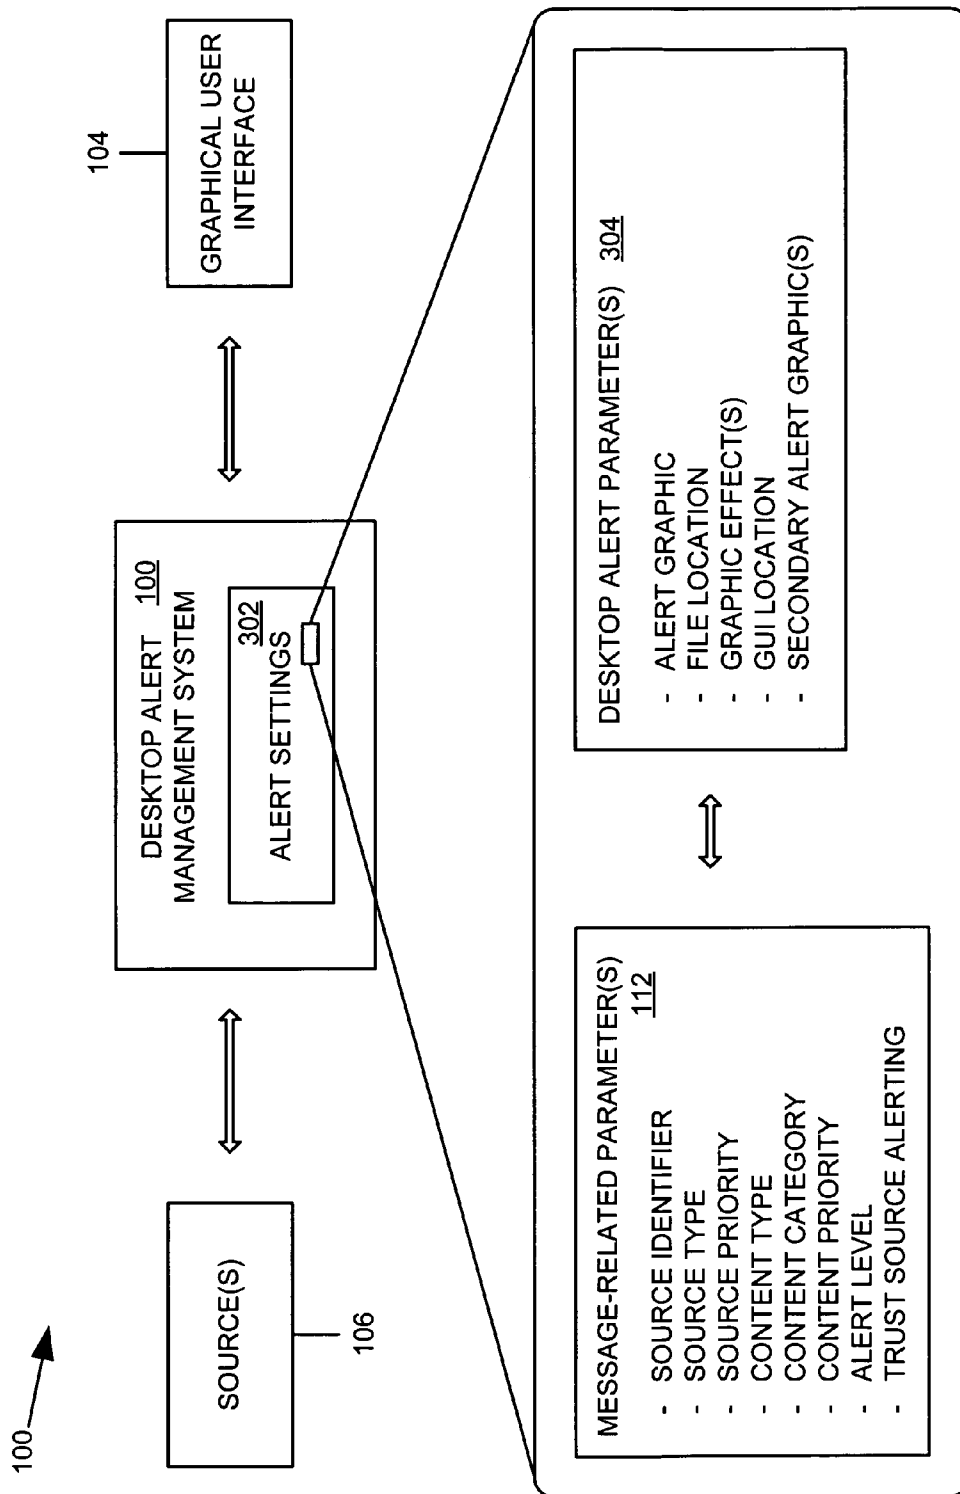 100
SOURCE(S)
106
DESKTOP ALERT 100
MANAGEMENT SYSTEM
302
ALERT SETTINGS
104
GRAPHICAL USER
INTERFACE
MESSAGE-RELATED PARAMETER(S)
112
- SOURCE IDENTIFIER
- SOURCE TYPE
- SOURCE PRIORITY
- CONTENT TYPE
- CONTENT CATEGORY
- CONTENT PRIORITY
- ALERT LEVEL
- TRUST SOURCE ALERTING
DESKTOP ALERT PARAMETER(S) 304
- ALERT GRAPHIC
- FILE LOCATION
- GRAPHIC EFFECT(S)
- GUI LOCATION
- SECONDARY ALERT GRAPHIC(S)